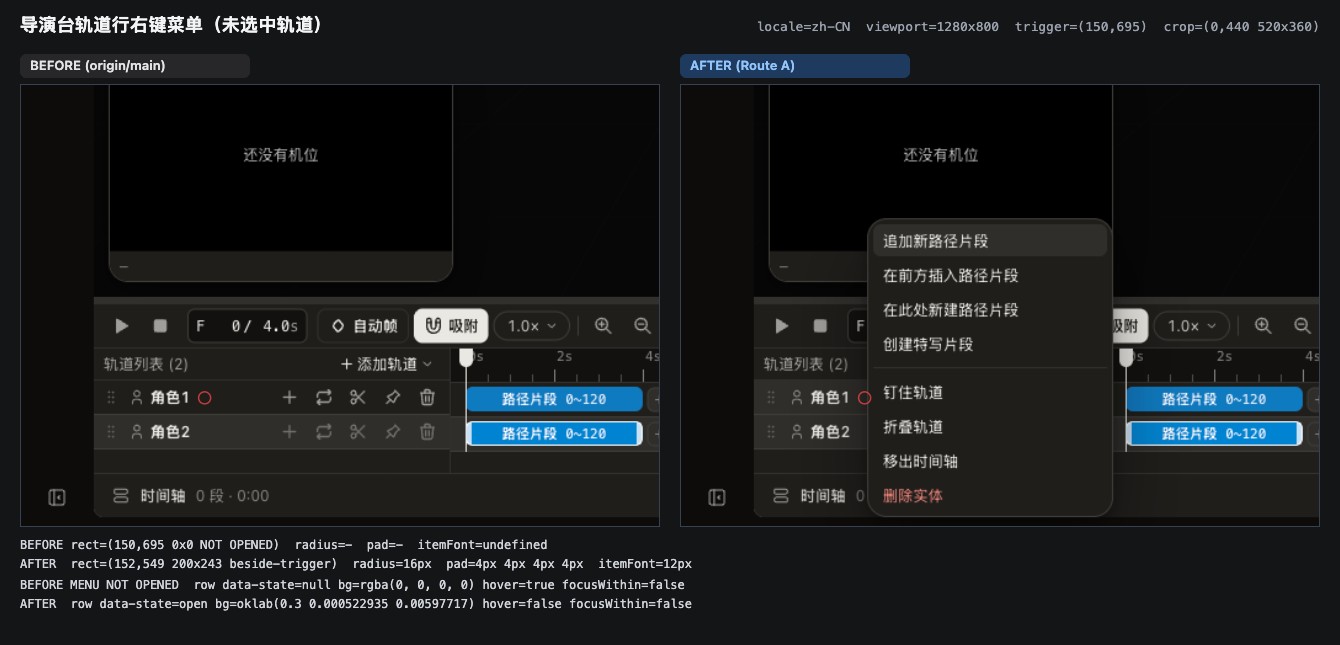 导演台轨道行右键菜单（未选中轨道）
locale=zh-CN viewport=1280x800 trigger=(150,695) crop=(0,440 520x360)
BEFORE (origin/main)
AFTER (Route A)
还没有机位
还没有机位
追加新路径片段
在前方插入路径片段
在此处新建路径片段
创建特写片段
钉住轨道
折叠轨道
移出时间轴
删除实体
F 0/ 4.0s
自动帧
吸附
1.0×
F
吸附
1.0×
轨道列表 (2)
+ 添加轨道
2s
4s
轨道列表 (2)
2s
4s
角色1
路径片段 0~120
角色1
路径片段 0~120
角色2
路径片段 0~120
角色2
路径片段 0~120
时间轴 0 段 · 0:00
时间轴 0
BEFORE rect=(150,695 0x0 NOT OPENED) radius=– pad=– itemFont=undefined
AFTER rect=(152,549 200x243 beside-trigger) radius=16px pad=4px 4px 4px 4px itemFont=12px
BEFORE MENU NOT OPENED row data-state=null bg=rgba(0, 0, 0, 0) hover=true focusWithin=false
AFTER row data-state=open bg=oklab(0.3 0.000522935 0.00597717) hover=false focusWithin=false